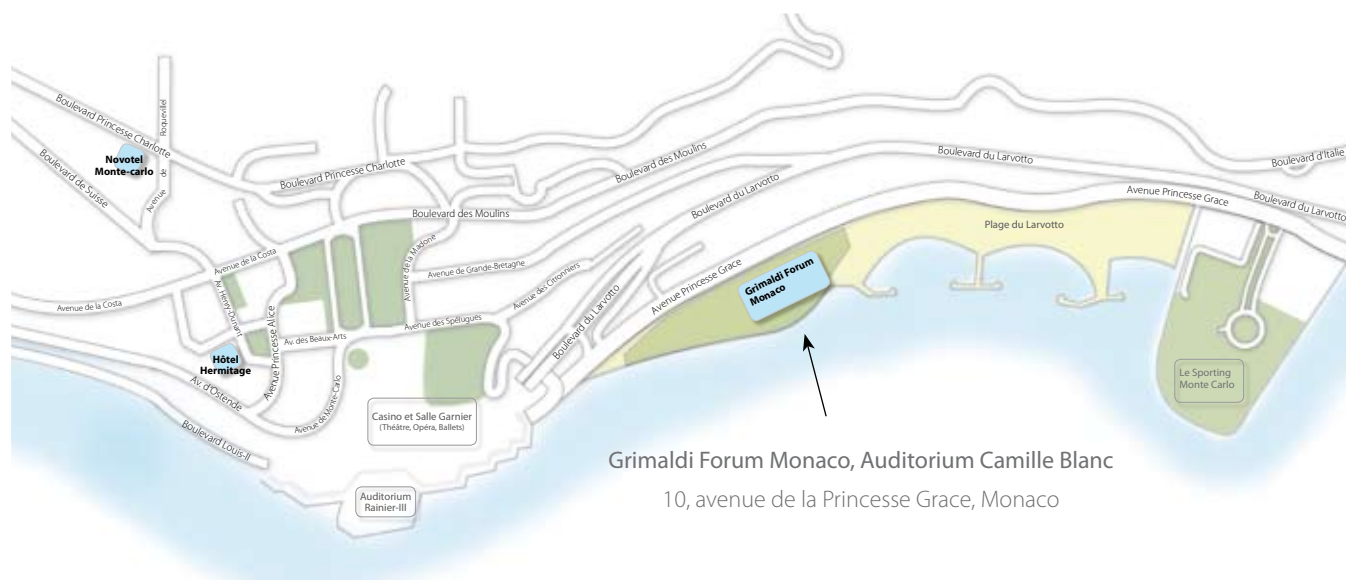 Boulevard Princesse Charlotte
Avenue de Roqueville
Novotel
Monte-carlo
Boulevard de Suisse
Boulevard Princesse Charlotte
Boulevard des Moulins
Boulevard des Moulins
Boulevard du Larvotto
Boulevard d'Italie
Avenue Princesse Grace
Boulevard du Larvotto
Boulevard du Larvotto
Plage du Larvotto
Avenue de la Costa
Avenue de la Costa
Avenue de la Madone
Avenue de Grande-Bretagne
Avenue des Citronniers
Avenue Princesse Grace
Grimaldi Forum
Monaco
Av. Henry-Dunant
Avenue Princesse Alice
Av. des Beaux-Arts
Avenue des Spélugues
Boulevard du Larvotto
Hôtel
Hermitage
Av. d'Ostende
Avenue de Monte-Carlo
Boulevard Louis-II
Casino et Salle Garnier
(Théâtre, Opéra, Ballets)
Le Sporting
Monte Carlo
Auditorium
Rainier-III
Grimaldi Forum Monaco, Auditorium Camille Blanc
10, avenue de la Princesse Grace, Monaco